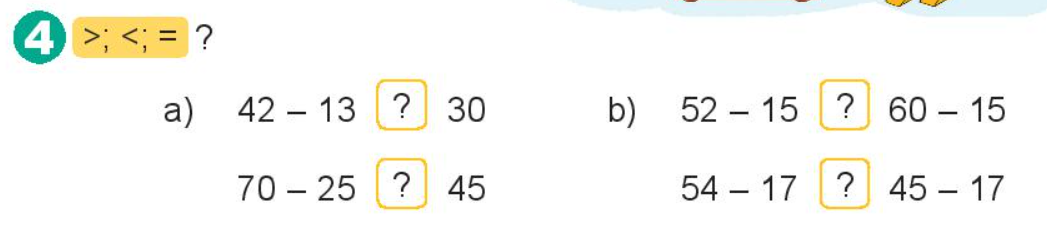 4 >; <; = ?
a) 42 – 13 ? 30 b) 52 – 15 ? 60 – 15
70 – 25 ? 45 54 – 17 ? 45 – 17